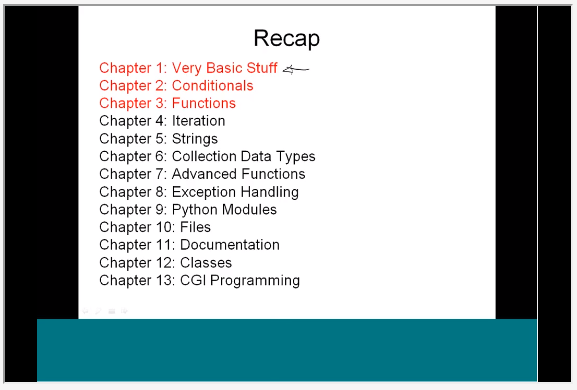 Recap
Chapter 1: Very Basic Stuff
Chapter 2: Conditionals
Chapter 3: Functions
Chapter 4: Iteration
Chapter 5: Strings
Chapter 6: Collection Data Types
Chapter 7: Advanced Functions
Chapter 8: Exception Handling
Chapter 9: Python Modules
Chapter 10: Files
Chapter 11: Documentation
Chapter 12: Classes
Chapter 13: CGI Programming